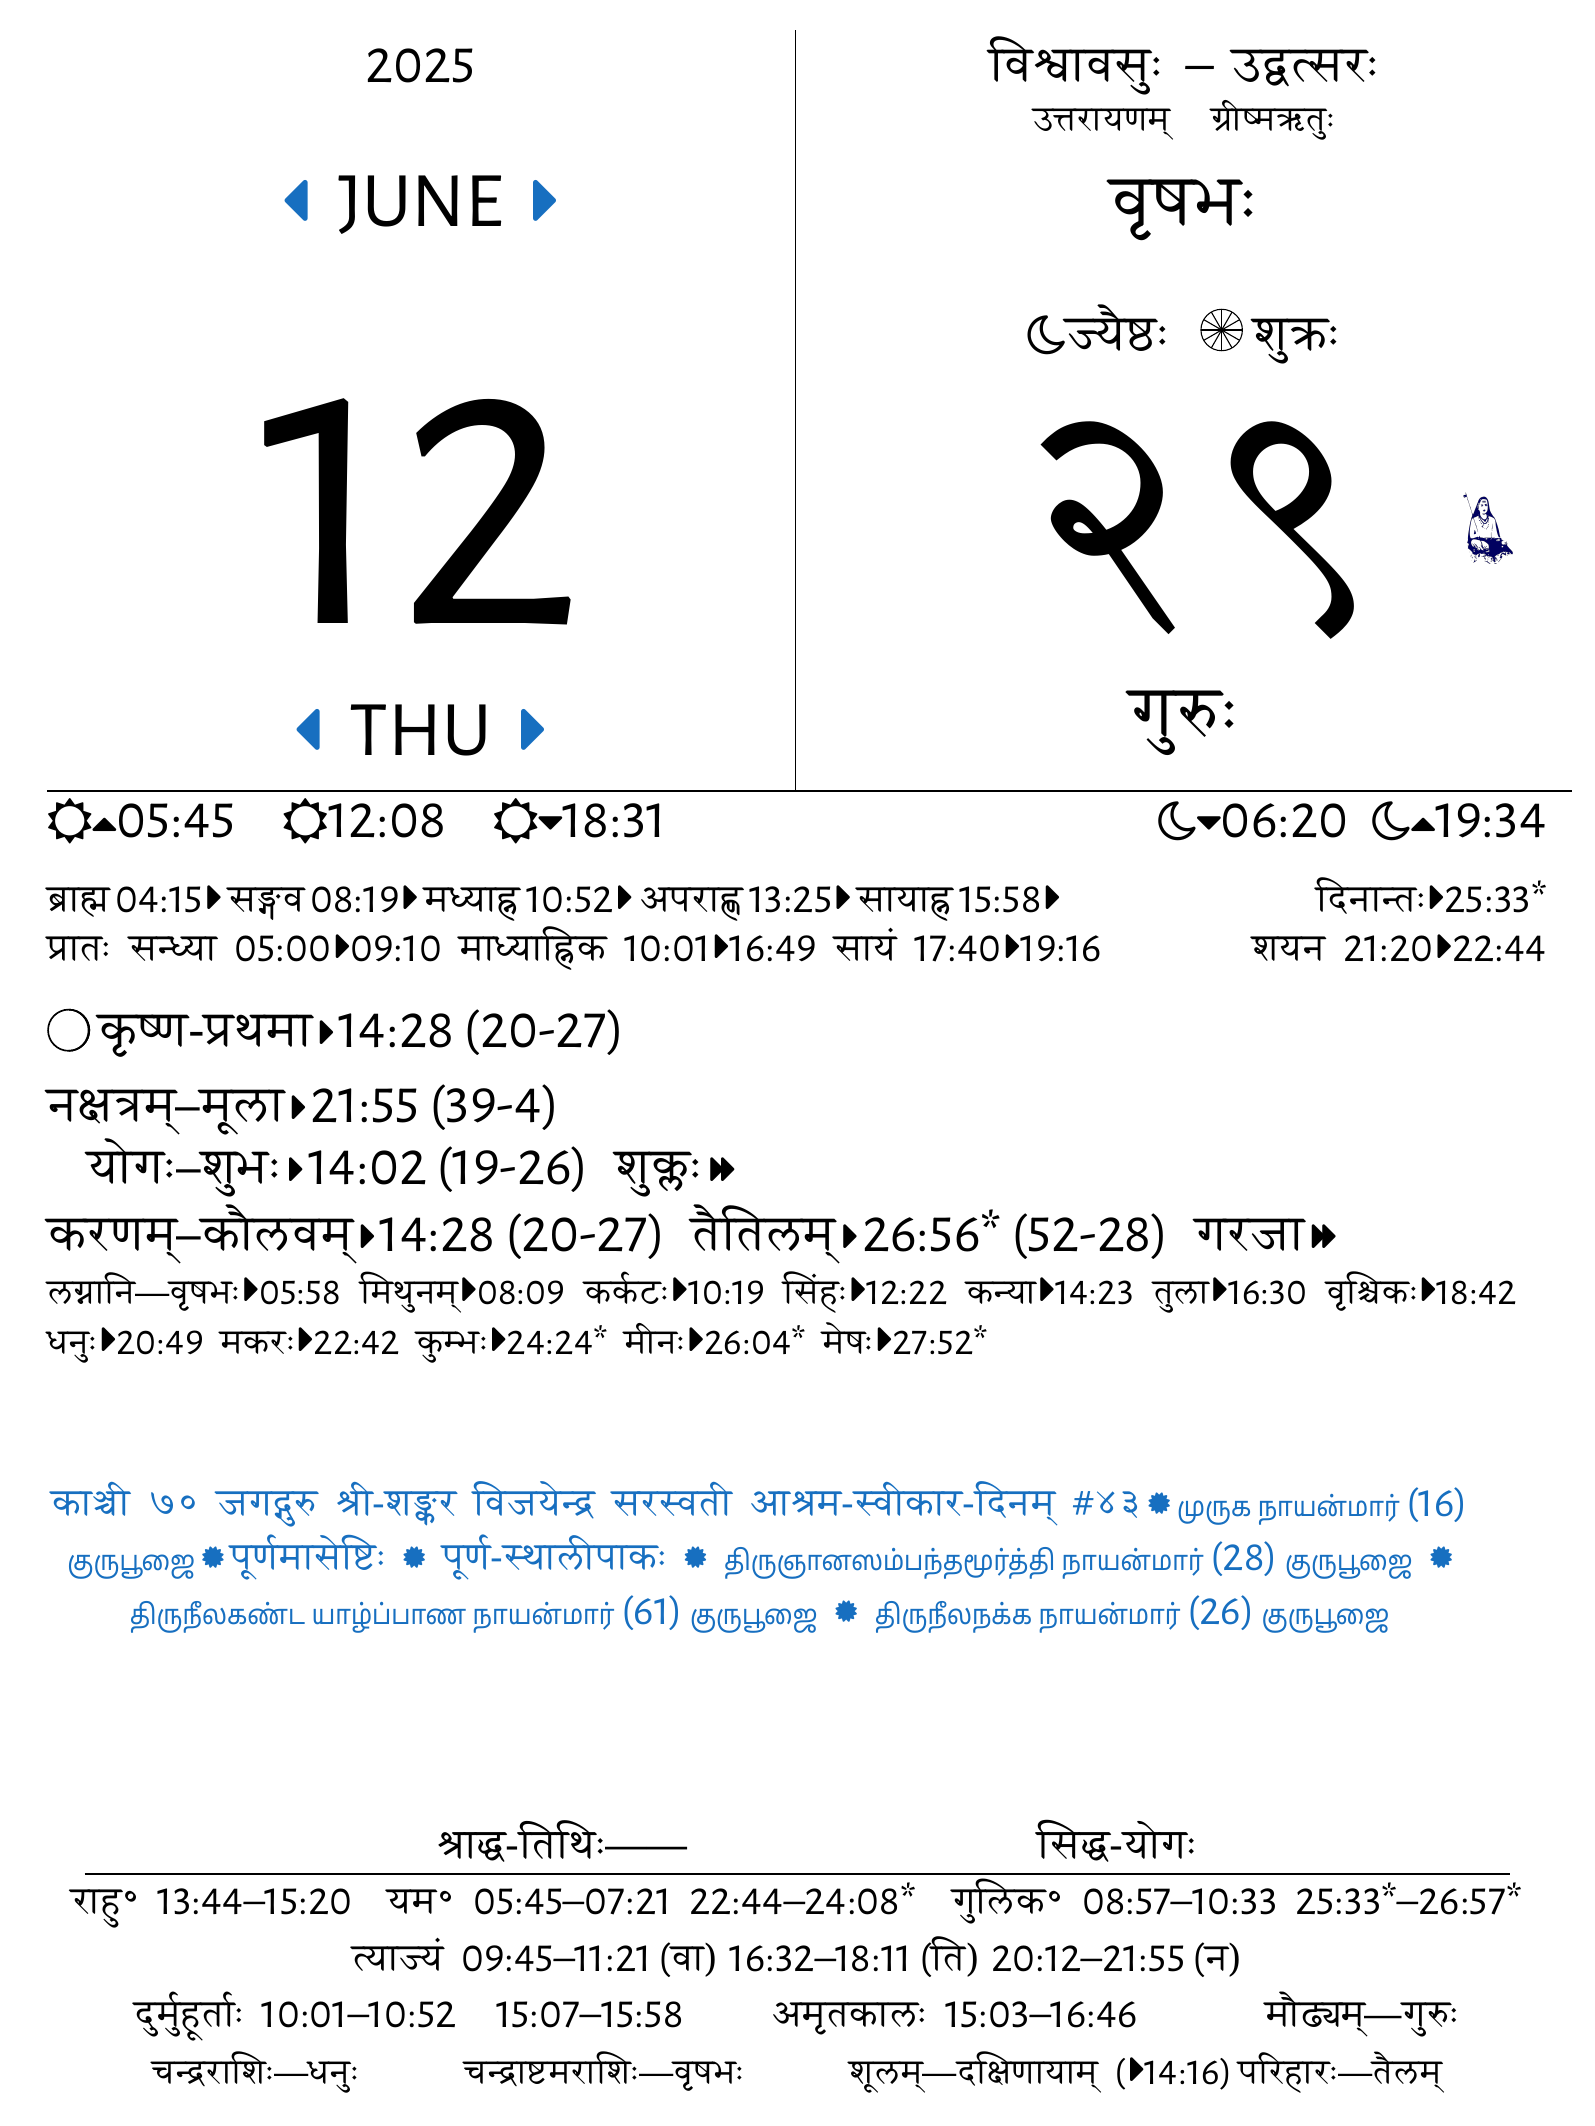 2025
JUNE
12
THU
विश्वावसुः – उद्वत्सरः
उत्तरायणम् ग्रीष्मऋतुः
वृषभः
ज्यैष्ठः शुक्रः
२९
गुरुः
05:45 12:08 18:31 06:20 19:34
ब्राह्म 04:15 सङ्गव 08:19 मध्याह्न 10:52 अपराह्ण 13:25 सायाह्न 15:58 दिनान्तः 25:33*
प्रातः सन्ध्या 05:00 09:10 माध्याह्निक 10:01 16:49 सायं 17:40 19:16 शयन 21:20 22:44
कृष्ण-प्रथमा 14:28 (20-27)
नक्षत्रम्–मूला 21:55 (39-4)
योगः–शुभः 14:02 (19-26) शुक्लः
करणम्–कौलवम् 14:28 (20-27) तैतिलम् 26:56* (52-28) गरजा
लग्नानि—वृषभः 05:58 मिथुनम् 08:09 कर्कटः 10:19 सिंहः 12:22 कन्या 14:23 तुला 16:30 वृश्चिकः 18:42
धनुः 20:49 मकरः 22:42 कुम्भः 24:24* मीनः 26:04* मेषः 27:52*
काञ्ची ७० जगद्गुरु श्री-शङ्कर विजयेन्द्र सरस्वती आश्रम-स्वीकार-दिनम् #४३ முருக நாயன்மார் (16)
குருபூஜை पूर्णमासेष्टिः पूर्ण-स्थालीपाकः திருஞானஸம்பந்தமூர்த்தி நாயன்மார் (28) குருபூஜை
திருநீலகண்ட யாழ்ப்பாண நாயன்மார் (61) குருபூஜை திருநீலநக்க நாயன்மார் (26) குருபூஜை
श्राद्ध-तिथिः—— सिद्ध-योगः
राहु॰ 13:44–15:20 यम॰ 05:45–07:21 22:44–24:08* गुलिक॰ 08:57–10:33 25:33*–26:57*
त्याज्यं 09:45–11:21 (वा) 16:32–18:11 (ति) 20:12–21:55 (न)
दुर्मुहूर्ताः 10:01–10:52 15:07–15:58 अमृतकालः 15:03–16:46 मौढ्यम्—गुरुः
चन्द्रराशिः—धनुः चन्द्राष्टमराशिः—वृषभः शूलम्—दक्षिणायाम् (14:16) परिहारः—तैलम्